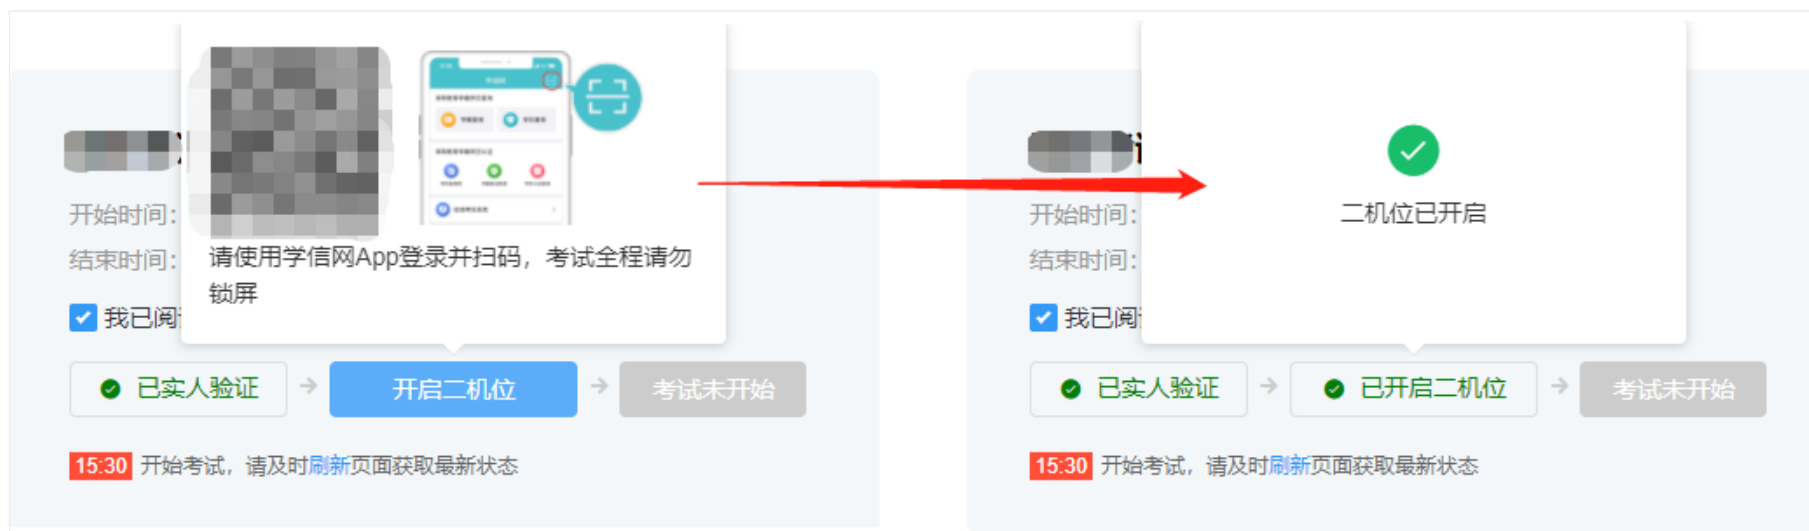 请使用学信网App登录并扫码，考试全程请勿
锁屏
开始时间：
结束时间：
我已阅
已实人验证
开启二机位
考试未开始
15:30 开始考试，请及时刷新页面获取最新状态
二机位已开启
开始时间：
结束时间：
我已阅
已实人验证
已开启二机位
考试未开始
15:30 开始考试，请及时刷新页面获取最新状态